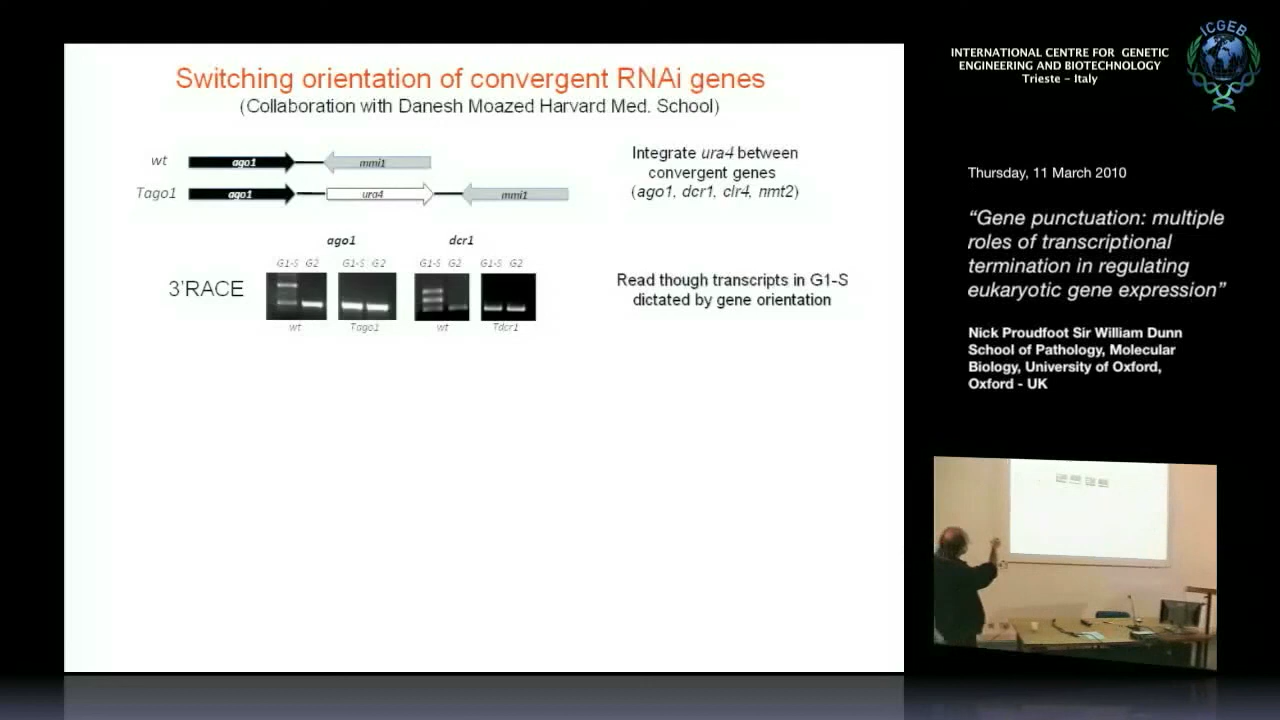 Switching orientation of convergent RNAi genes
(Collaboration with Danesh Moazed Harvard Med. School)
wt
ago1
mmi1
Tago1
ago1
ura4
mmi1
Integrate ura4 between
convergent genes
(ago1, dcr1, clr4, nmt2)
ago1
dcr1
G1-S G2 G1-S G2 G1-S G2 G1-S G2
3'RACE
wt
Tago1
wt
Tdcr1
Read though transcripts in G1-S
dictated by gene orientation
INTERNATIONAL CENTRE FOR GENETIC
ENGINEERING AND BIOTECHNOLOGY
Trieste - Italy
ICGEB
Thursday, 11 March 2010
“Gene punctuation: multiple
roles of transcriptional
termination in regulating
eukaryotic gene expression”
Nick Proudfoot Sir William Dunn
School of Pathology, Molecular
Biology, University of Oxford,
Oxford - UK